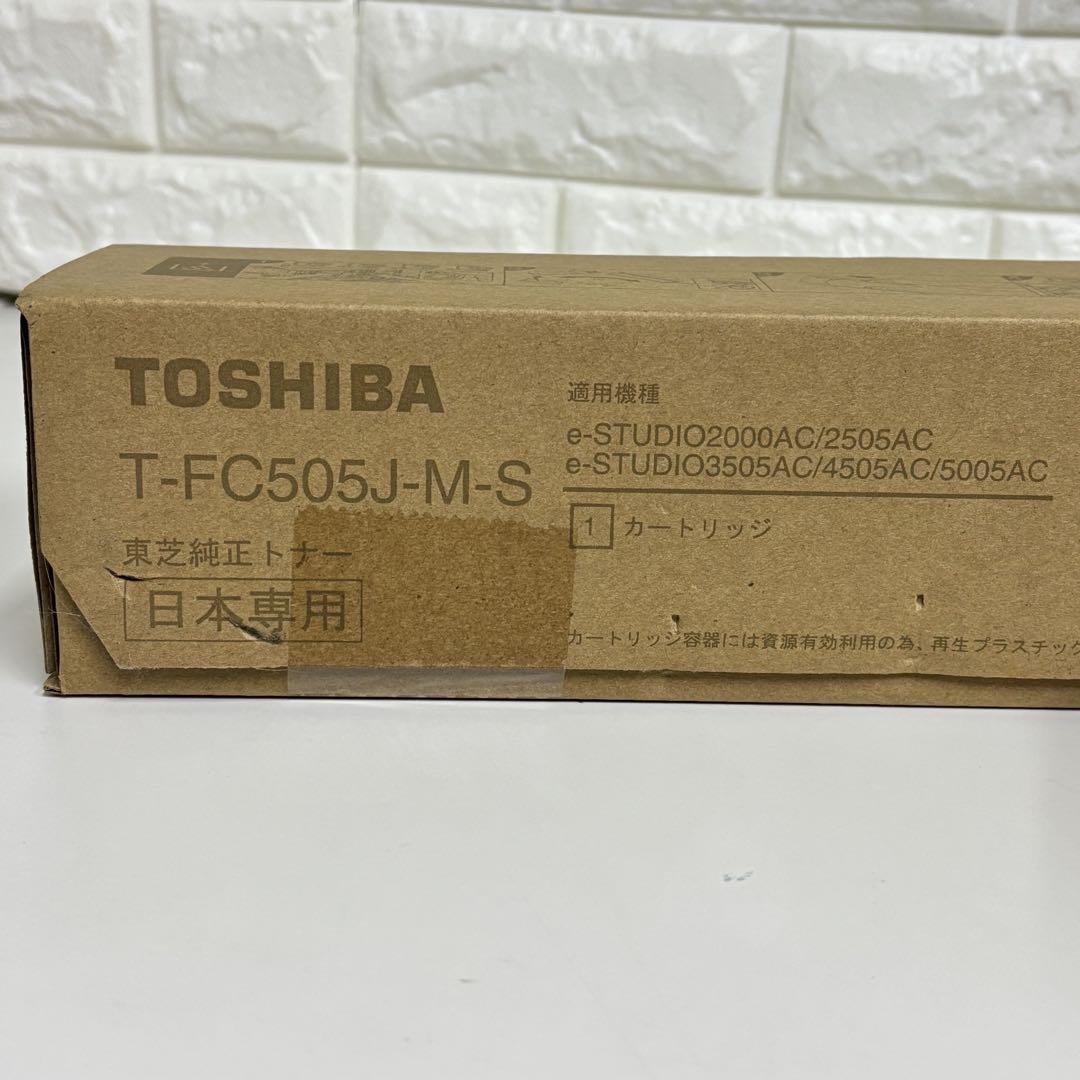 TOSHIBA
T-FC505J-M-S
東芝純正トナー
日本専用
適用機種
e-STUDIO2000AC/2505AC
e-STUDIO3505AC/4505AC/5005AC
1 カートリッジ
カートリッジ容器には資源有効利用の為、再生プラスチック